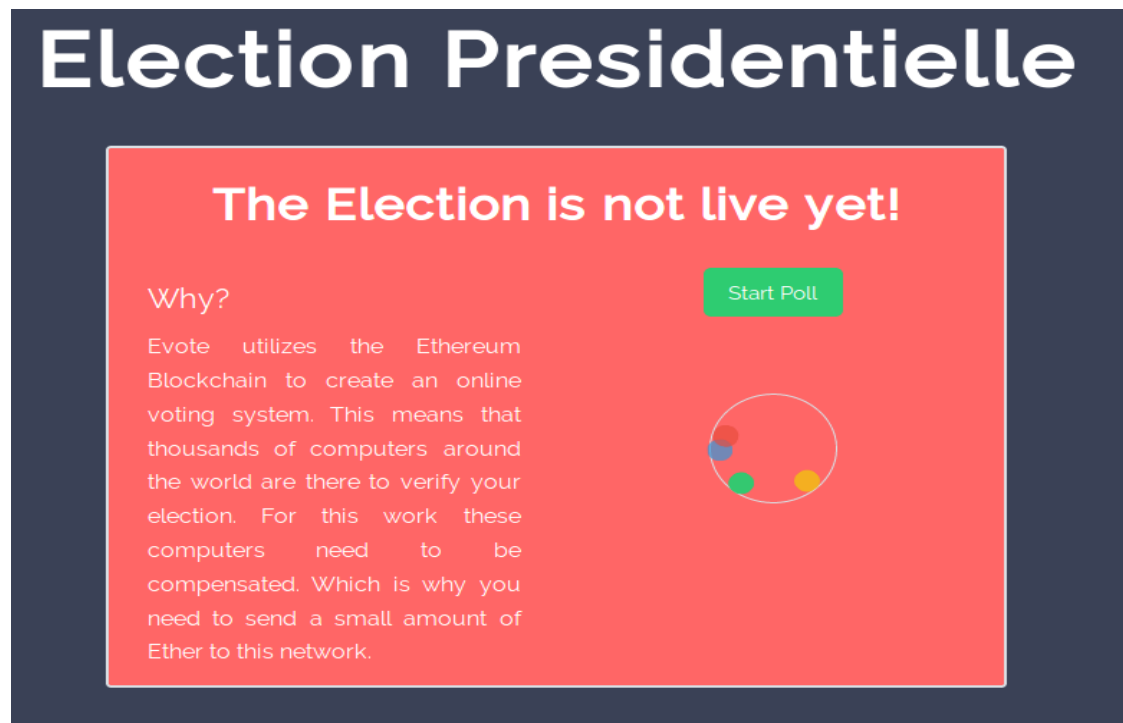 Election Presidentielle
The Election is not live yet!
Why?
Evote utilizes the Ethereum
Blockchain to create an online
voting system. This means that
thousands of computers around
the world are there to verify your
election. For this work these
computers need to be
compensated. Which is why you
need to send a small amount of
Ether to this network.
Start Poll